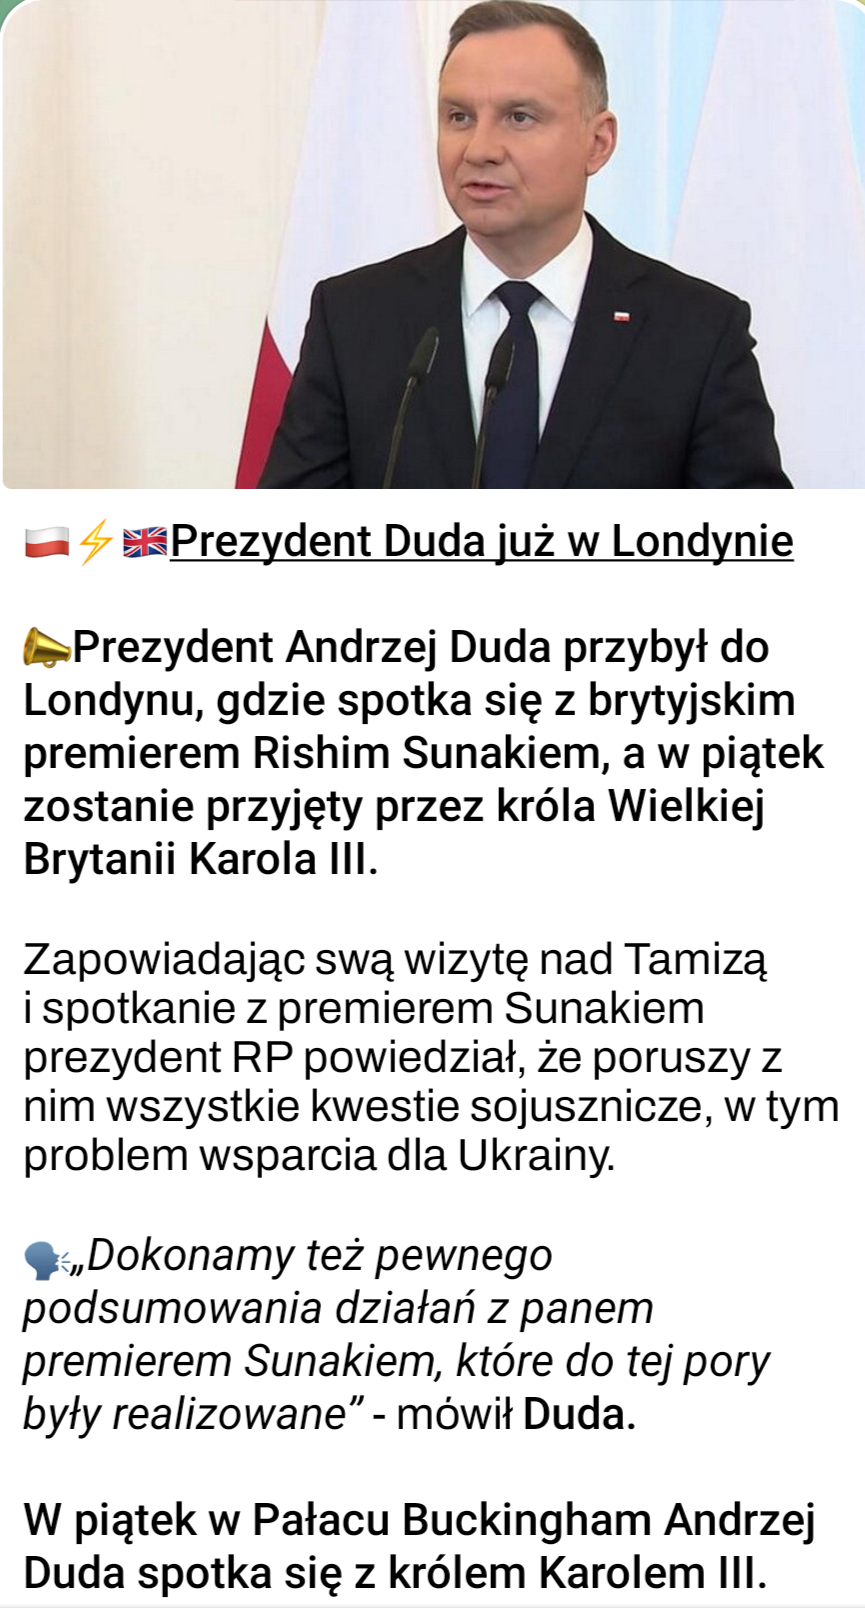 🇵🇱⚡🇬🇧Prezydent Duda już w Londynie
📣Prezydent Andrzej Duda przybył do
Londynu, gdzie spotka się z brytyjskim
premierem Rishim Sunakiem, a w piątek
zostanie przyjęty przez króla Wielkiej
Brytanii Karola III.
Zapowiadając swą wizytę nad Tamizą
i spotkanie z premierem Sunakiem
prezydent RP powiedział, że poruszy z
nim wszystkie kwestie sojusznicze, w tym
problem wsparcia dla Ukrainy.
🗣„Dokonamy też pewnego
podsumowania działań z panem
premierem Sunakiem, które do tej pory
były realizowane” - mówił Duda.
W piątek w Pałacu Buckingham Andrzej
Duda spotka się z królem Karolem III.